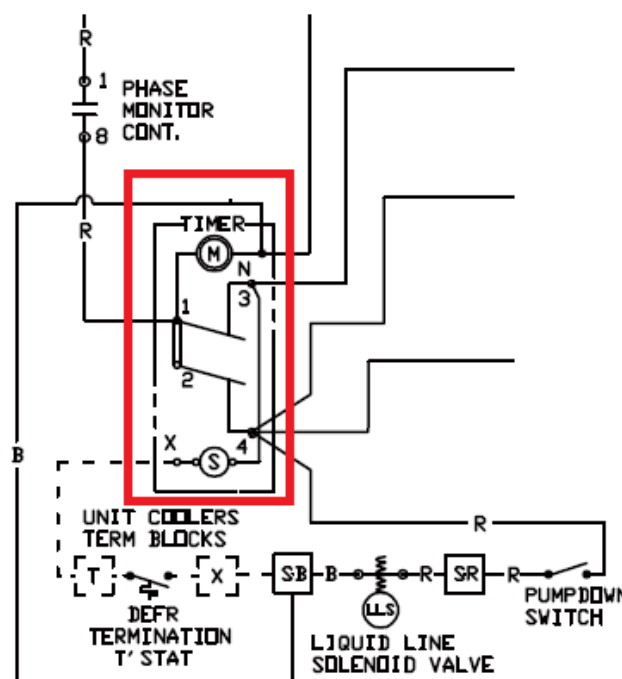 R
1
PHASE
MONITOR
CONT.
8
R
TIMER
M
N
3
1
2
4
X
S
B
R
UNIT COOLERS
TERM BLOCKS
T
X
SB
B
LLS
R
SR
R
DEFR
TERMINATION
T'STAT
LIQUID LINE
SOLENOID VALVE
PUMPDOWN
SWITCH